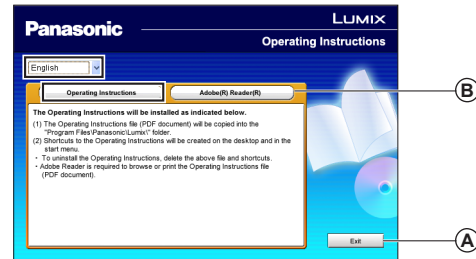 Panasonic
LUMIX
Operating Instructions
English
Operating Instructions
Adobe(R) Reader(R)
B
The Operating Instructions will be installed as indicated below.
(1) The Operating Instructions file (PDF document) will be copied into the
"Program Files\Panasonic\Lumix\" folder.
(2) Shortcuts to the Operating Instructions will be created on the desktop and in the
start menu.
・ To uninstall the Operating Instructions, delete the above file and shortcuts.
・ Adobe Reader is required to browse or print the Operating Instructions file
(PDF document).
Exit
A